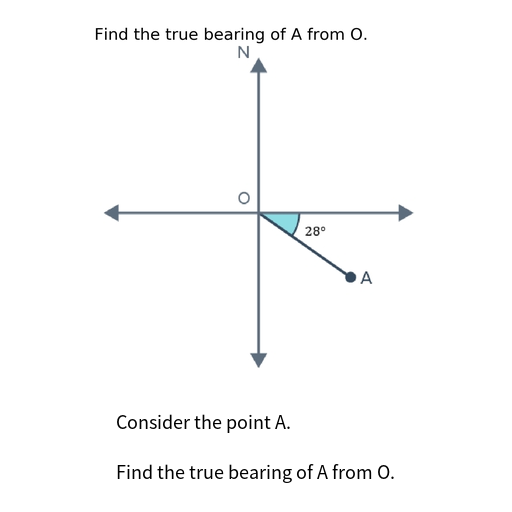 Find the true bearing of A from O.
N
O
28°
A
Consider the point A.
Find the true bearing of A from O.